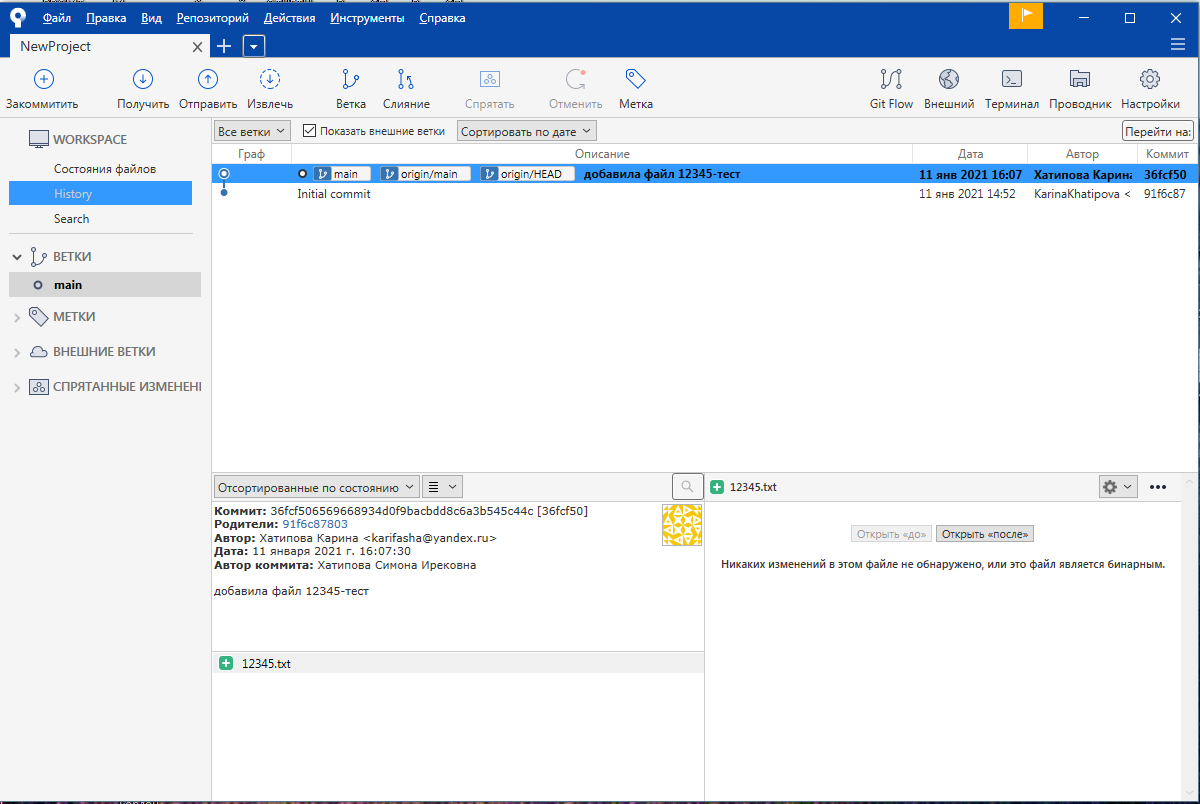 Файл Правка Вид Репозиторий Действия Инструменты Справка
NewProject
Закоммитить Получить Отправить Извлечь Ветка Слияние Спрятать Отменить Метка Git Flow Внешний Терминал Проводник Настройки
WORKSPACE
Состояния файлов
History
Search
ВЕТКИ
main
МЕТКИ
ВНЕШНИЕ ВЕТКИ
СПРЯТАННЫЕ ИЗМЕНЕНІ
Все ветки Показать внешние ветки Сортировать по дате Перейти на:
Граф Описание Дата Автор Коммит
main origin/main origin/HEAD добавила файл 12345-тест 11 янв 2021 16:07 Хатипова Карина 36fcf50
Initial commit 11 янв 2021 14:52 KarinaKhatipova < 91f6c87
Отсортированные по состоянию
Коммит: 36fcf506569668934d0f9bacbdd8c6a3b545c44c [36fcf50]
Родители: 91f6c87803
Автор: Хатипова Карина <karifasha@yandex.ru>
Дата: 11 января 2021 г. 16:07:30
Автор коммита: Хатипова Симона Ирековна
добавила файл 12345-тест
12345.txt
12345.txt
Открыть «до» Открыть «после»
Никаких изменений в этом файле не обнаружено, или это файл является бинарным.